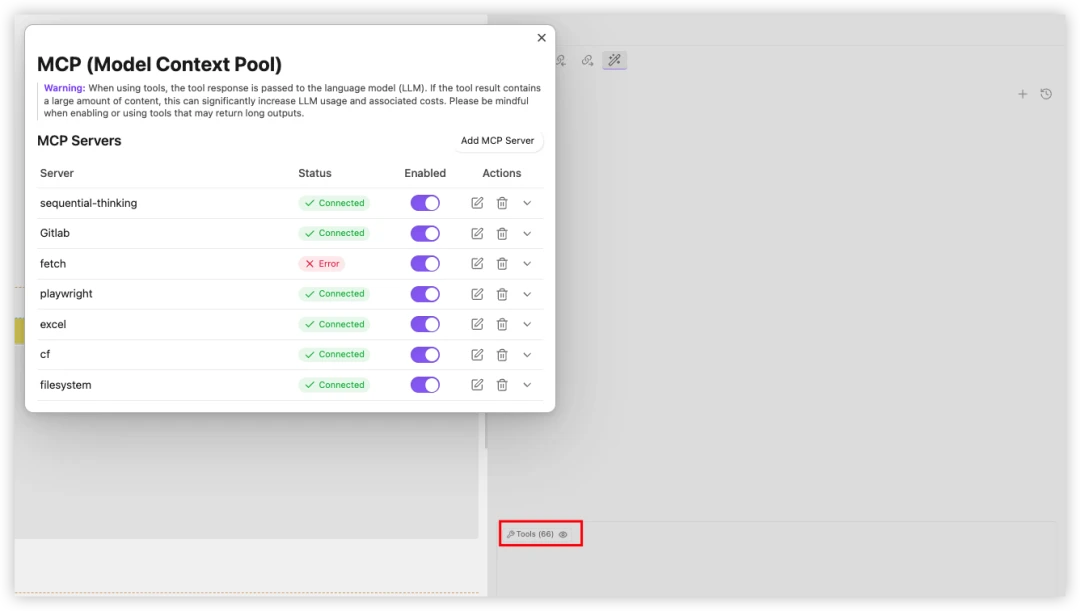 MCP (Model Context Pool)
Warning: When using tools, the tool response is passed to the language model (LLM). If the tool result contains
a large amount of content, this can significantly increase LLM usage and associated costs. Please be mindful
when enabling or using tools that may return long outputs.
MCP Servers
Add MCP Server
Server Status Enabled Actions
sequential-thinking Connected
Gitlab Connected
fetch Error
playwright Connected
excel Connected
cf Connected
filesystem Connected
Tools (66)